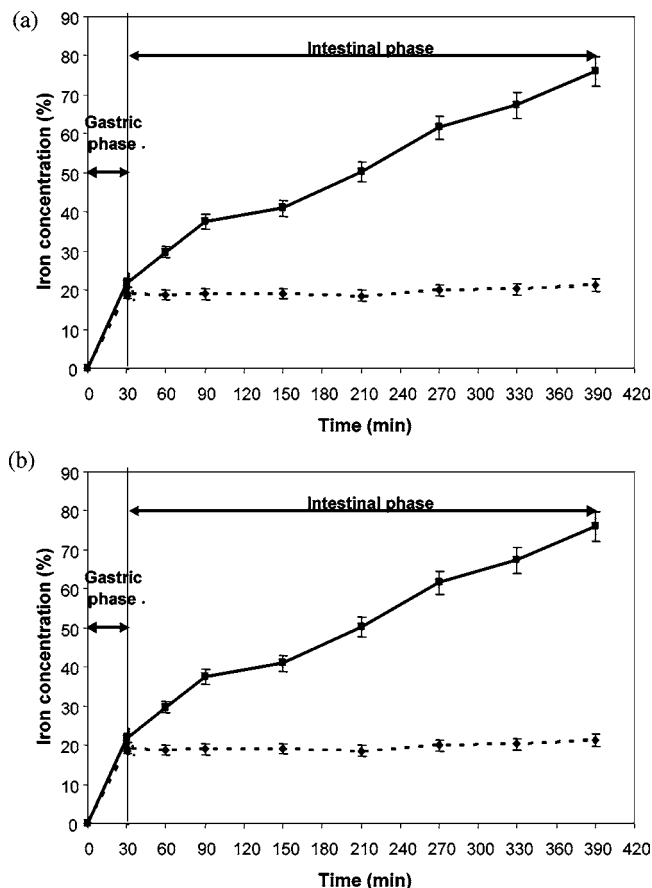 (a)
90
80
70
60
50
40
30
20
10
0
Iron concentration (%)
Gastric
phase .
Intestinal phase
0 30 60 90 120 150 180 210 240 270 300 330 360 390 420
Time (min)
(b)
90
80
70
60
50
40
30
20
10
0
Iron concentration (%)
Gastric
phase .
Intestinal phase
0 30 60 90 120 150 180 210 240 270 300 330 360 390 420
Time (min)